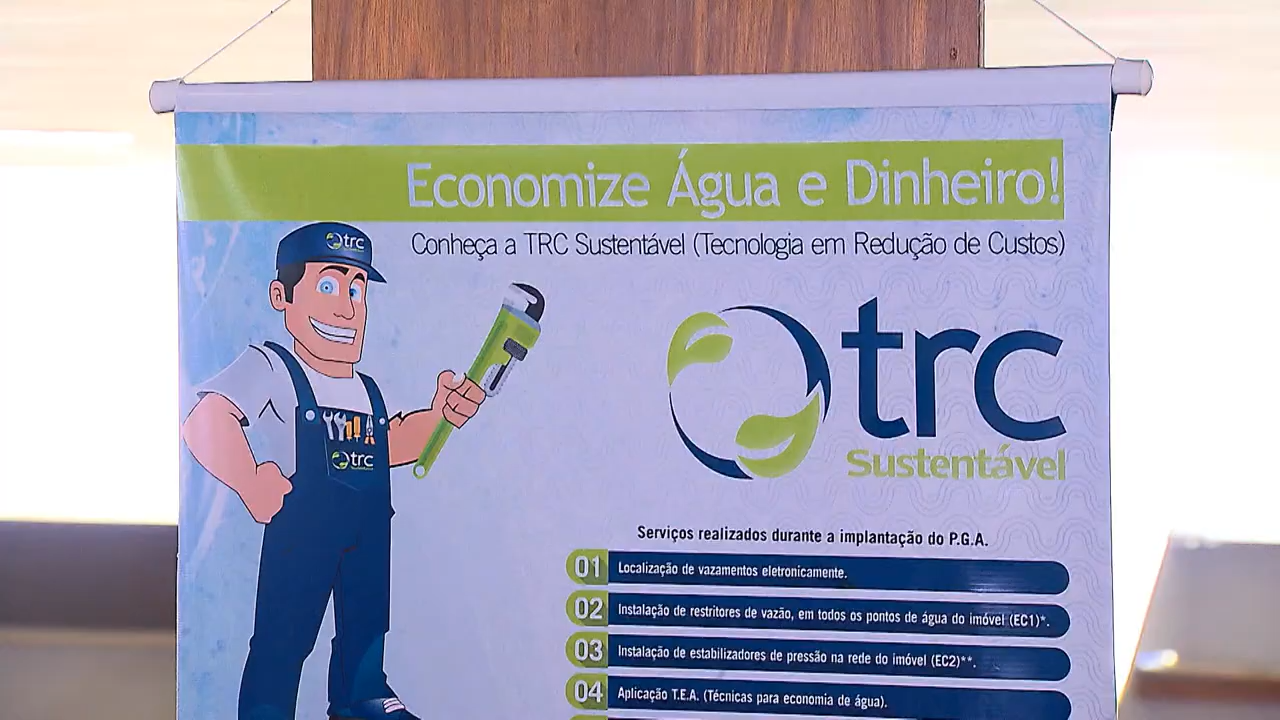 Economize Água e Dinheiro!
Conheça a TRC Sustentável (Tecnologia em Redução de Custos)
trc
trc
Sustentável
trc
Serviços realizados durante a implantação do P.G.A.
01 Localização de vazamentos eletronicamente.
02 Instalação de restritores de vazão, em todos os pontos de água do imóvel (EC1)*.
03 Instalação de estabilizadores de pressão na rede do imóvel (EC2)**.
04 Aplicação T.E.A. (Técnicas para economia de água).